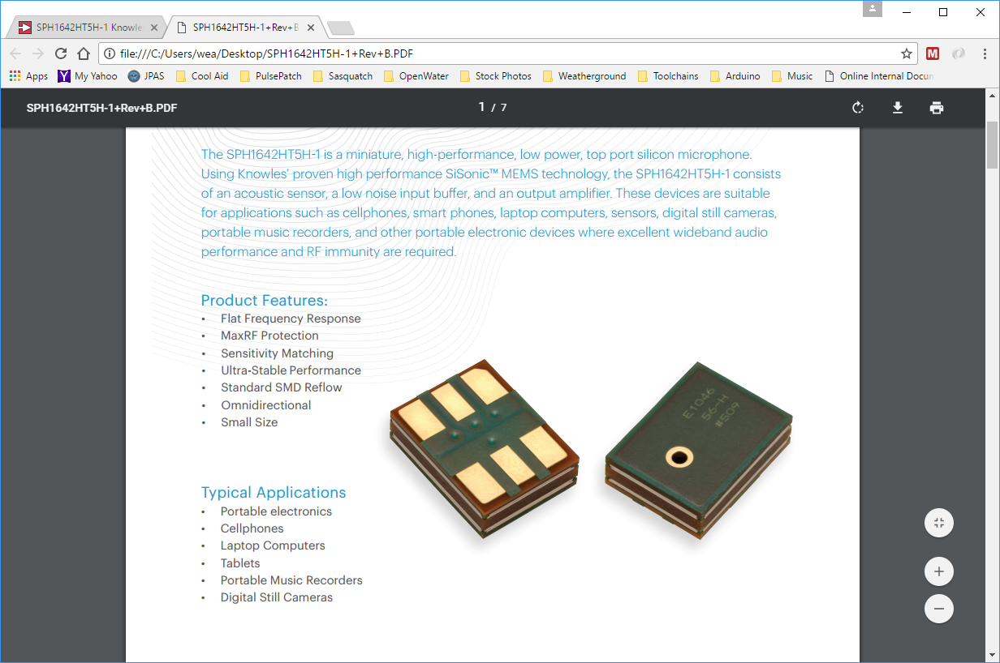 SPH1642HT5H-1 Knowle
SPH1642HT5H-1+Rev+B
file:///C:/Users/wea/Desktop/SPH1642HT5H-1+Rev+B.PDF
M
Apps
Y
My Yahoo
JPAS
Cool Aid
PulsePatch
Sasquatch
OpenWater
Stock Photos
Weatherground
Toolchains
Arduino
Music
Online Internal Docum
SPH1642HT5H-1+Rev+B.PDF
1 / 7
The SPH1642HT5H-1 is a miniature, high-performance, low power, top port silicon microphone.
Using Knowles’ proven high performance SiSonic™ MEMS technology, the SPH1642HT5H-1 consists
of an acoustic sensor, a low noise input buffer, and an output amplifier. These devices are suitable
for applications such as cellphones, smart phones, laptop computers, sensors, digital still cameras,
portable music recorders, and other portable electronic devices where excellent wideband audio
performance and RF immunity are required.
Product Features:
• Flat Frequency Response
• MaxRF Protection
• Sensitivity Matching
• Ultra-Stable Performance
• Standard SMD Reflow
• Omnidirectional
• Small Size
E1046
56-H
#509
Typical Applications
• Portable electronics
• Cellphones
• Laptop Computers
• Tablets
• Portable Music Recorders
• Digital Still Cameras